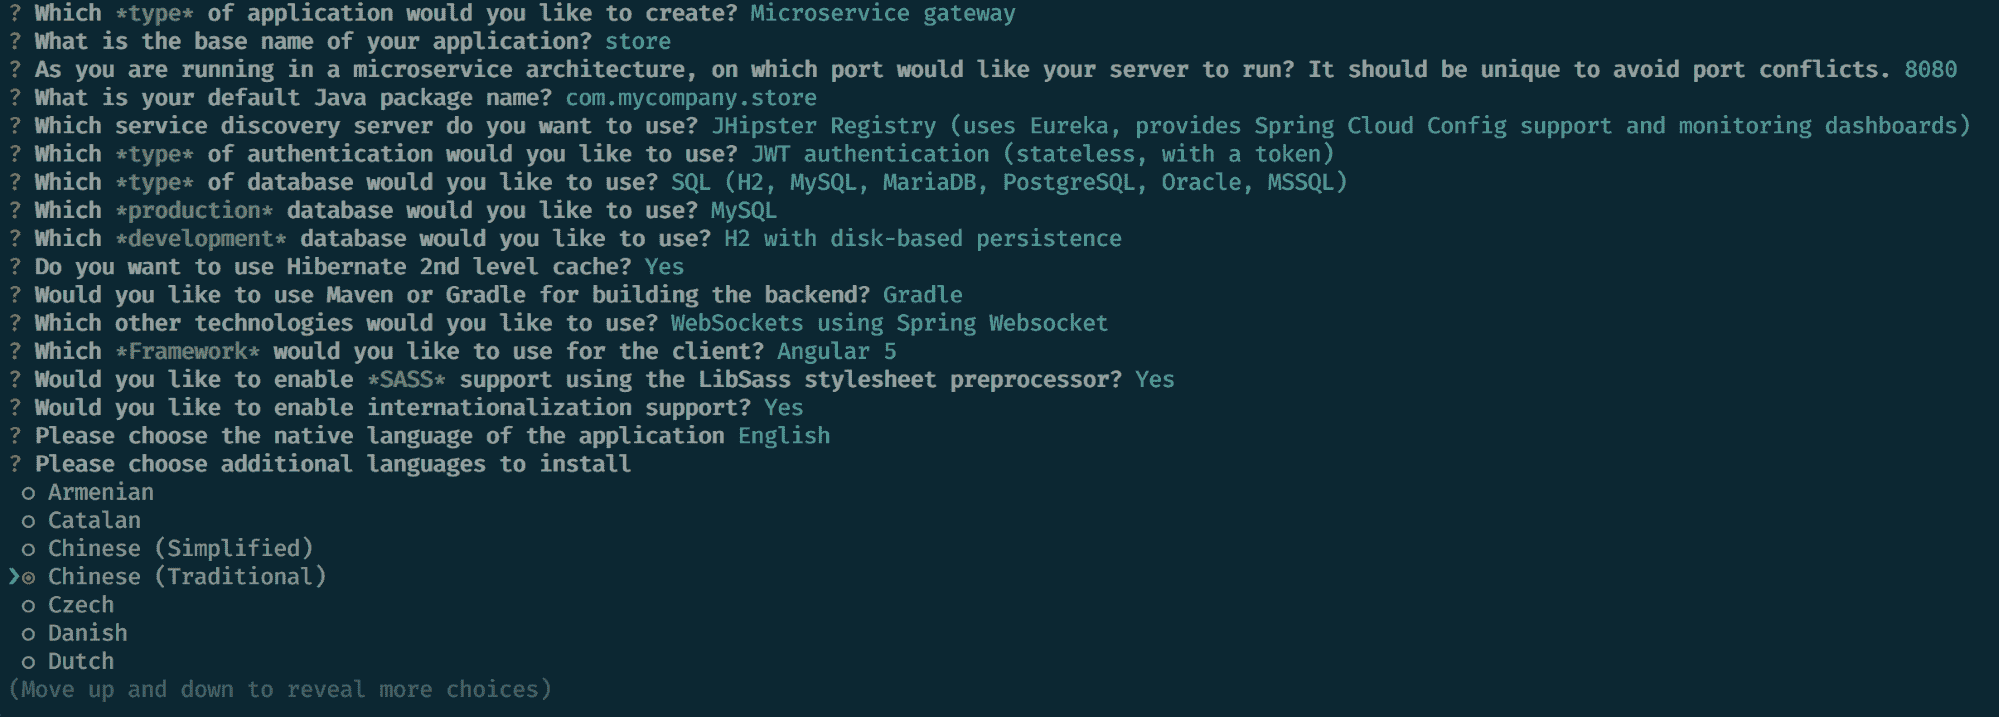 ? Which *type* of application would you like to create? Microservice gateway
? What is the base name of your application? store
? As you are running in a microservice architecture, on which port would like your server to run? It should be unique to avoid port conflicts. 8080
? What is your default Java package name? com.mycompany.store
? Which service discovery server do you want to use? JHipster Registry (uses Eureka, provides Spring Cloud Config support and monitoring dashboards)
? Which *type* of authentication would you like to use? JWT authentication (stateless, with a token)
? Which *type* of database would you like to use? SQL (H2, MySQL, MariaDB, PostgreSQL, Oracle, MSSQL)
? Which *production* database would you like to use? MySQL
? Which *development* database would you like to use? H2 with disk-based persistence
? Do you want to use Hibernate 2nd level cache? Yes
? Would you like to use Maven or Gradle for building the backend? Gradle
? Which other technologies would you like to use? WebSockets using Spring Websocket
? Which *Framework* would you like to use for the client? Angular 5
? Would you like to enable *SASS* support using the LibSass stylesheet preprocessor? Yes
? Would you like to enable internationalization support? Yes
? Please choose the native language of the application English
? Please choose additional languages to install
○ Armenian
○ Catalan
○ Chinese (Simplified)
❯◉ Chinese (Traditional)
○ Czech
○ Danish
○ Dutch
(Move up and down to reveal more choices)